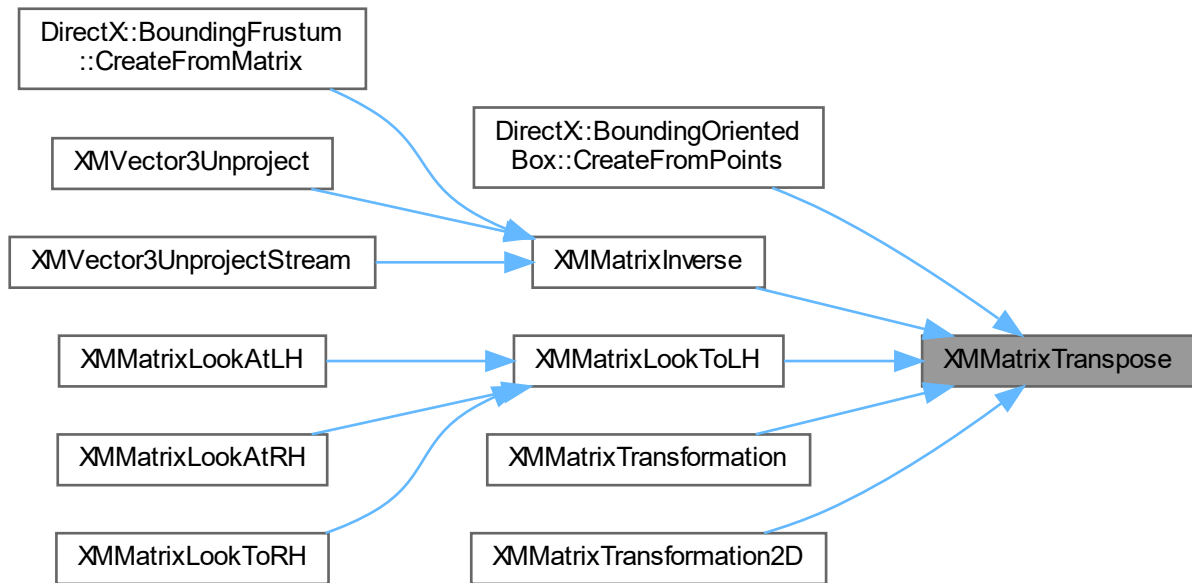 DirectX::BoundingFrustum
::CreateFromMatrix
XMVector3Unproject
XMVector3UnprojectStream
XMMatrixLookAtLH
XMMatrixLookAtRH
XMMatrixLookToRH
DirectX::BoundingOriented
Box::CreateFromPoints
XMMatrixInverse
XMMatrixLookToLH
XMMatrixTransformation
XMMatrixTransformation2D
XMMatrixTranspose